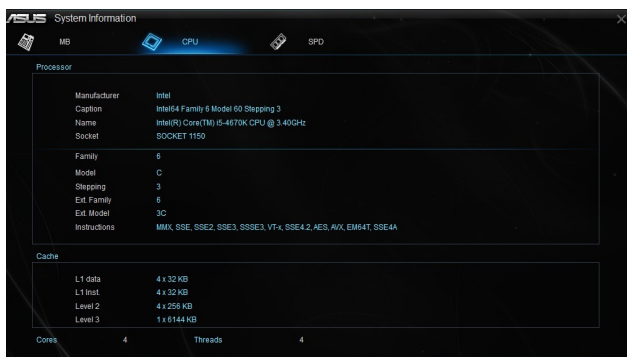 ASUS System Information
MB CPU SPD
Processor
Manufacturer Intel
Caption Intel64 Family 6 Model 60 Stepping 3
Name Intel(R) Core(TM) i5-4670K CPU @ 3.40GHz
Socket SOCKET 1150
Family 6
Model C
Stepping 3
Ext. Family 6
Ext. Model 3C
Instructions MMX, SSE, SSE2, SSE3, SSSE3, VT-x, SSE4.2, AES, AVX, EM64T, SSE4A
Cache
L1 data 4 x 32 KB
L1 Inst. 4 x 32 KB
Level 2 4 x 256 KB
Level 3 1 x 6144 KB
Cores 4 Threads 4